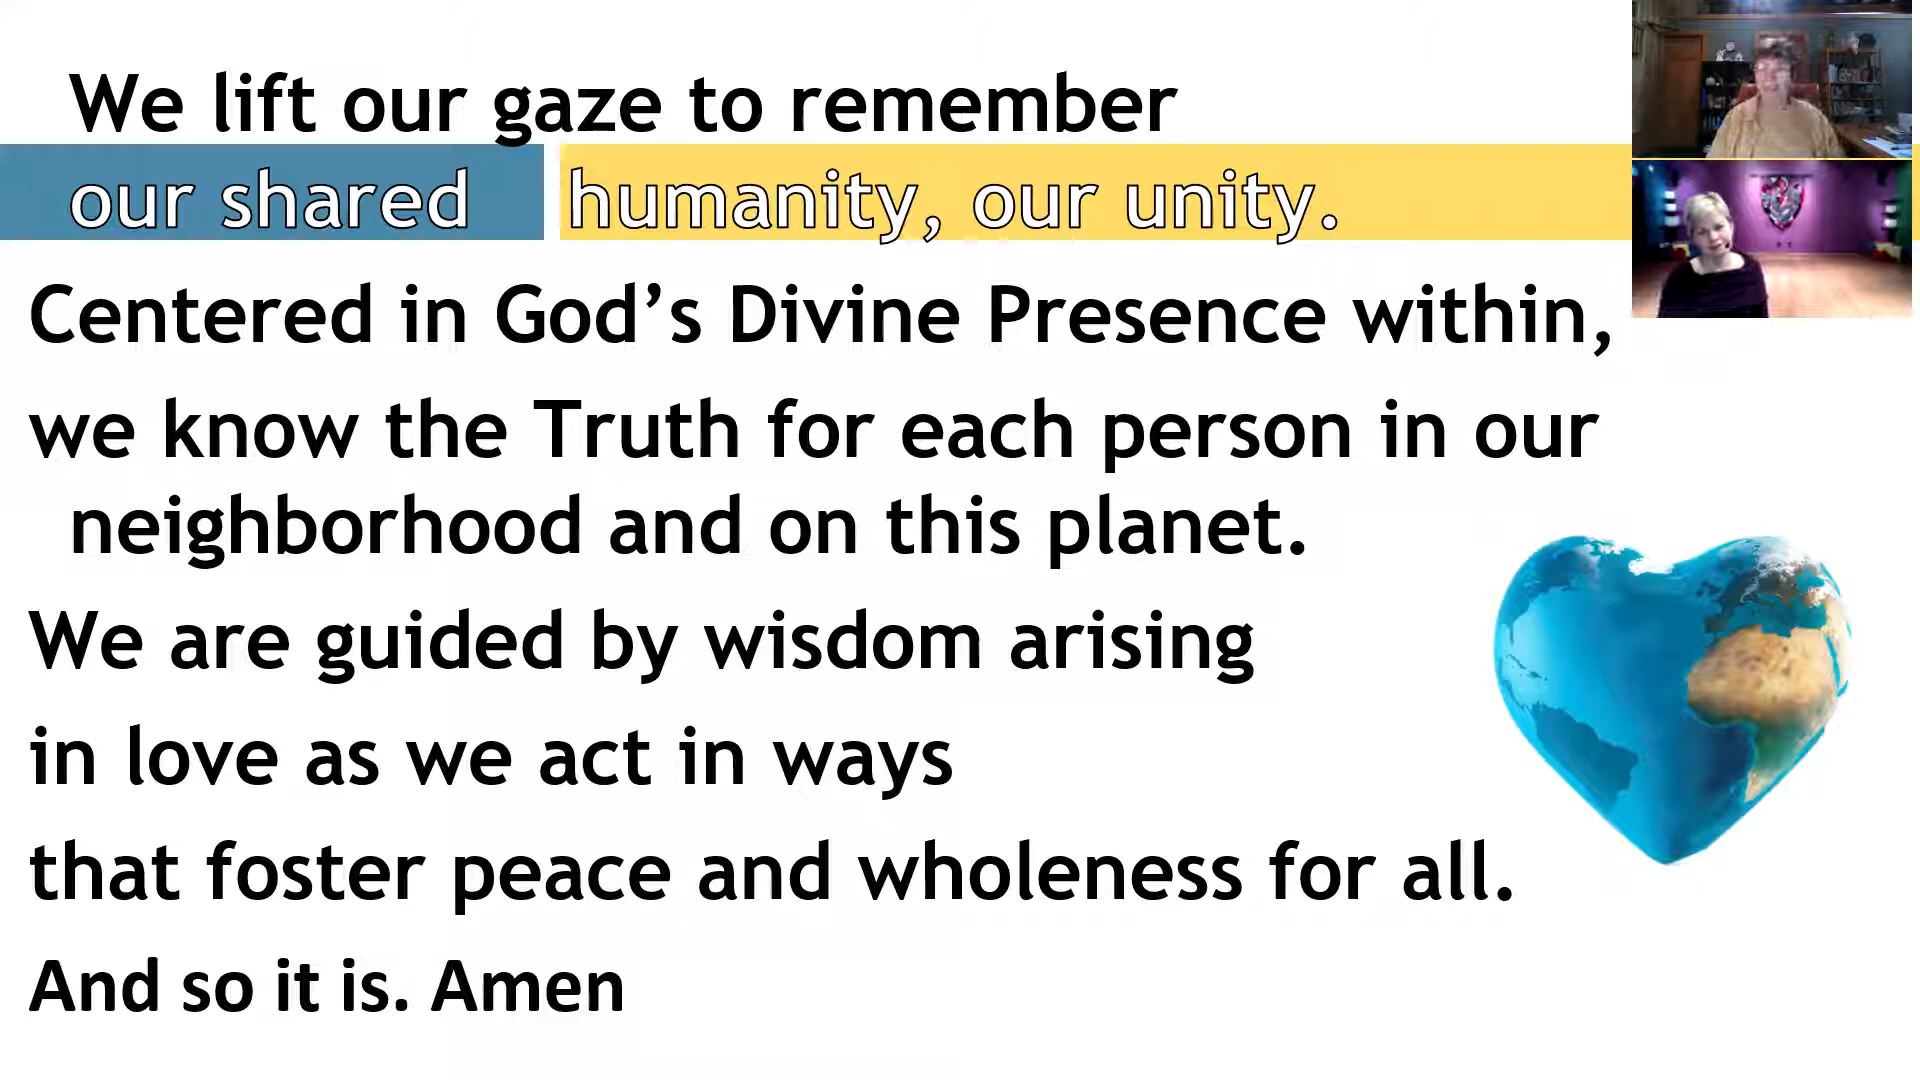 We lift our gaze to remember
our shared humanity, our unity.
Centered in God’s Divine Presence within,
we know the Truth for each person in our
neighborhood and on this planet.
We are guided by wisdom arising
in love as we act in ways
that foster peace and wholeness for all.
And so it is. Amen